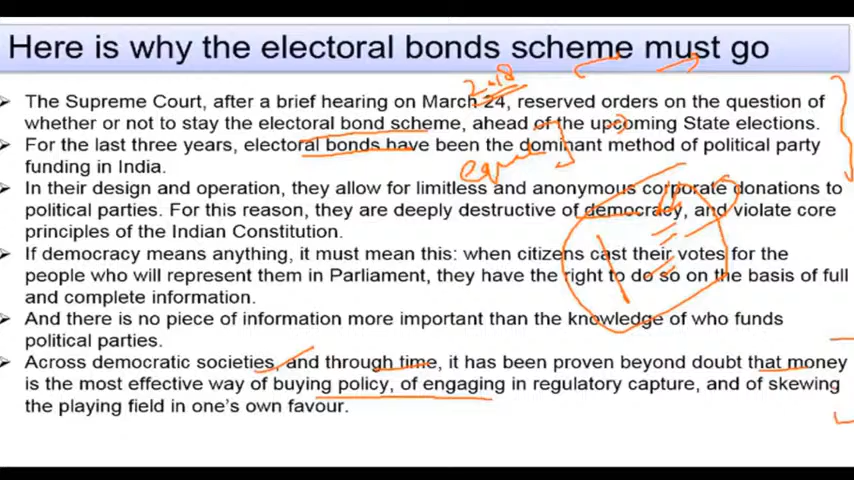 Here is why the electoral bonds scheme must go
2018
The Supreme Court, after a brief hearing on March 24, reserved orders on the question of
whether or not to stay the electoral bond scheme, ahead of the upcoming State elections.
For the last three years, electoral bonds have been the dominant method of political party
funding in India.
In their design and operation, they allow for limitless and anonymous corporate donations to
political parties. For this reason, they are deeply destructive of democracy, and violate core
principles of the Indian Constitution.
If democracy means anything, it must mean this: when citizens cast their votes for the
people who will represent them in Parliament, they have the right to do so on the basis of full
and complete information.
And there is no piece of information more important than the knowledge of who funds
political parties.
Across democratic societies, and through time, it has been proven beyond doubt that money
is the most effective way of buying policy, of engaging in regulatory capture, and of skewing
the playing field in one's own favour.